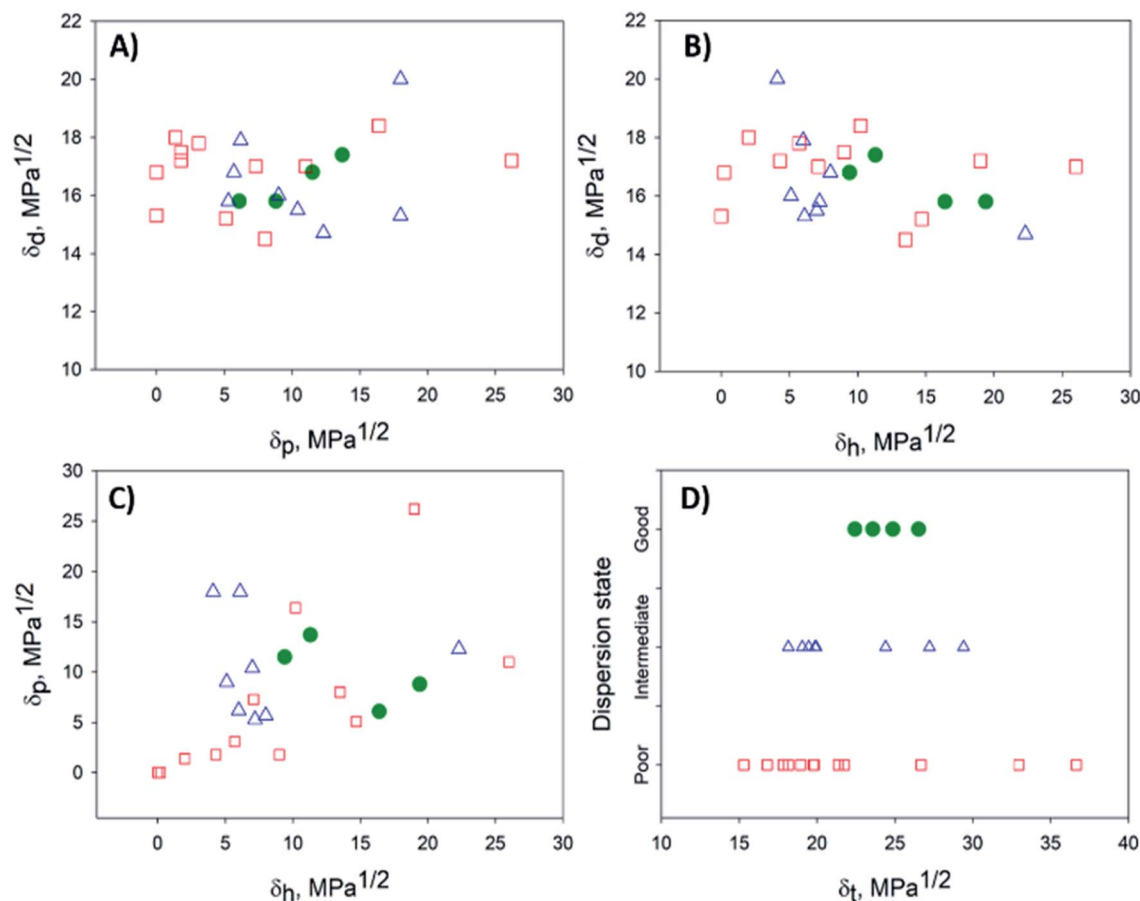 A)
22
20
18
16
14
12
10
δd, MPa1/2
0 5 10 15 20 25 30
δp, MPa1/2
B)
22
20
18
16
14
12
10
δd, MPa1/2
0 5 10 15 20 25 30
δh, MPa1/2
C)
30
25
20
15
10
5
0
δp, MPa1/2
0 5 10 15 20 25 30
δh, MPa1/2
D)
Dispersion state
Good
Intermediate
Poor
10 15 20 25 30 35 40
δt, MPa1/2